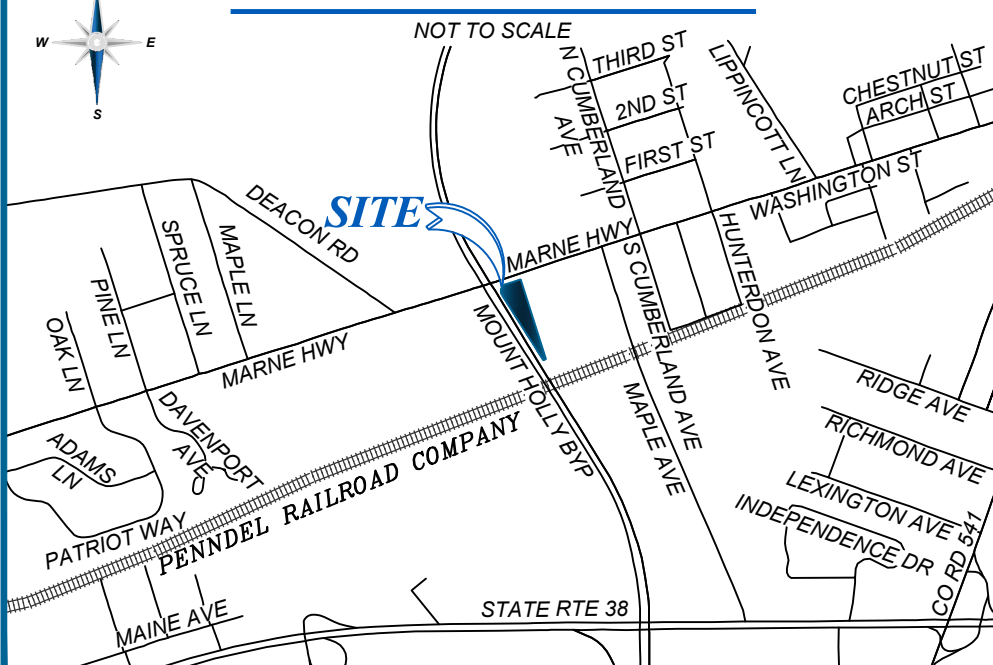 NOT TO SCALE
W
E
S
THIRD ST
N CUMBERLAND
AVE
2ND ST
FIRST ST
LIPPINCOTT LN
CHESTNUT ST
ARCH ST
WASHINGTON ST
DEACON RD
SITE
MARNE HWY
SPRUCE LN
MAPLE LN
PINE LN
OAK LN
MARNE HWY
MOUNT HOLLY BYP
S CUMBERLAND AVE
HUNTERDON AVE
MAPLE AVE
RIDGE AVE
RICHMOND AVE
LEXINGTON AVE
INDEPENDENCE DR
CO RD 541
ADAMS
LN
DAVENPORT
AVE
PATRIOT WAY
PENNDEL RAILROAD COMPANY
MAINE AVE
STATE RTE 38